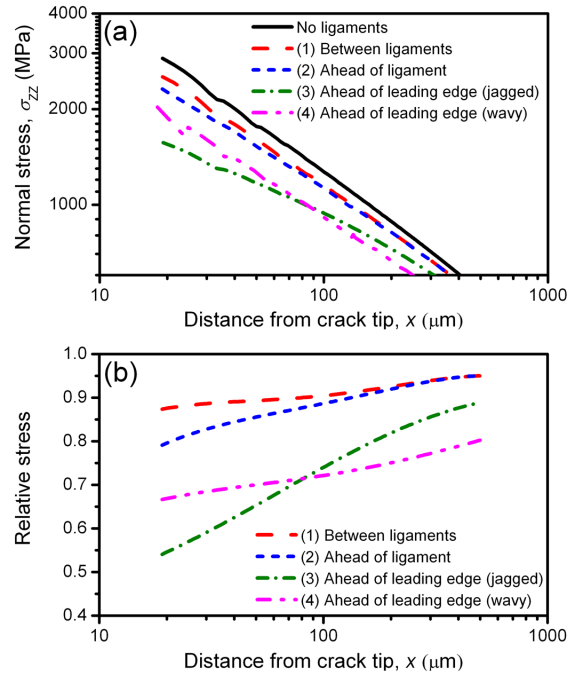 (a)
No ligaments
(1) Between ligaments
(2) Ahead of ligament
(3) Ahead of leading edge (jagged)
(4) Ahead of leading edge (wavy)
4000
3000
2000
1000
Normal stress, σZZ (MPa)
10 100 1000
Distance from crack tip, x (μm)
(b)
1.0
0.9
0.8
0.7
0.6
0.5
0.4
Relative stress
(1) Between ligaments
(2) Ahead of ligament
(3) Ahead of leading edge (jagged)
(4) Ahead of leading edge (wavy)
10 100 1000
Distance from crack tip, x (μm)